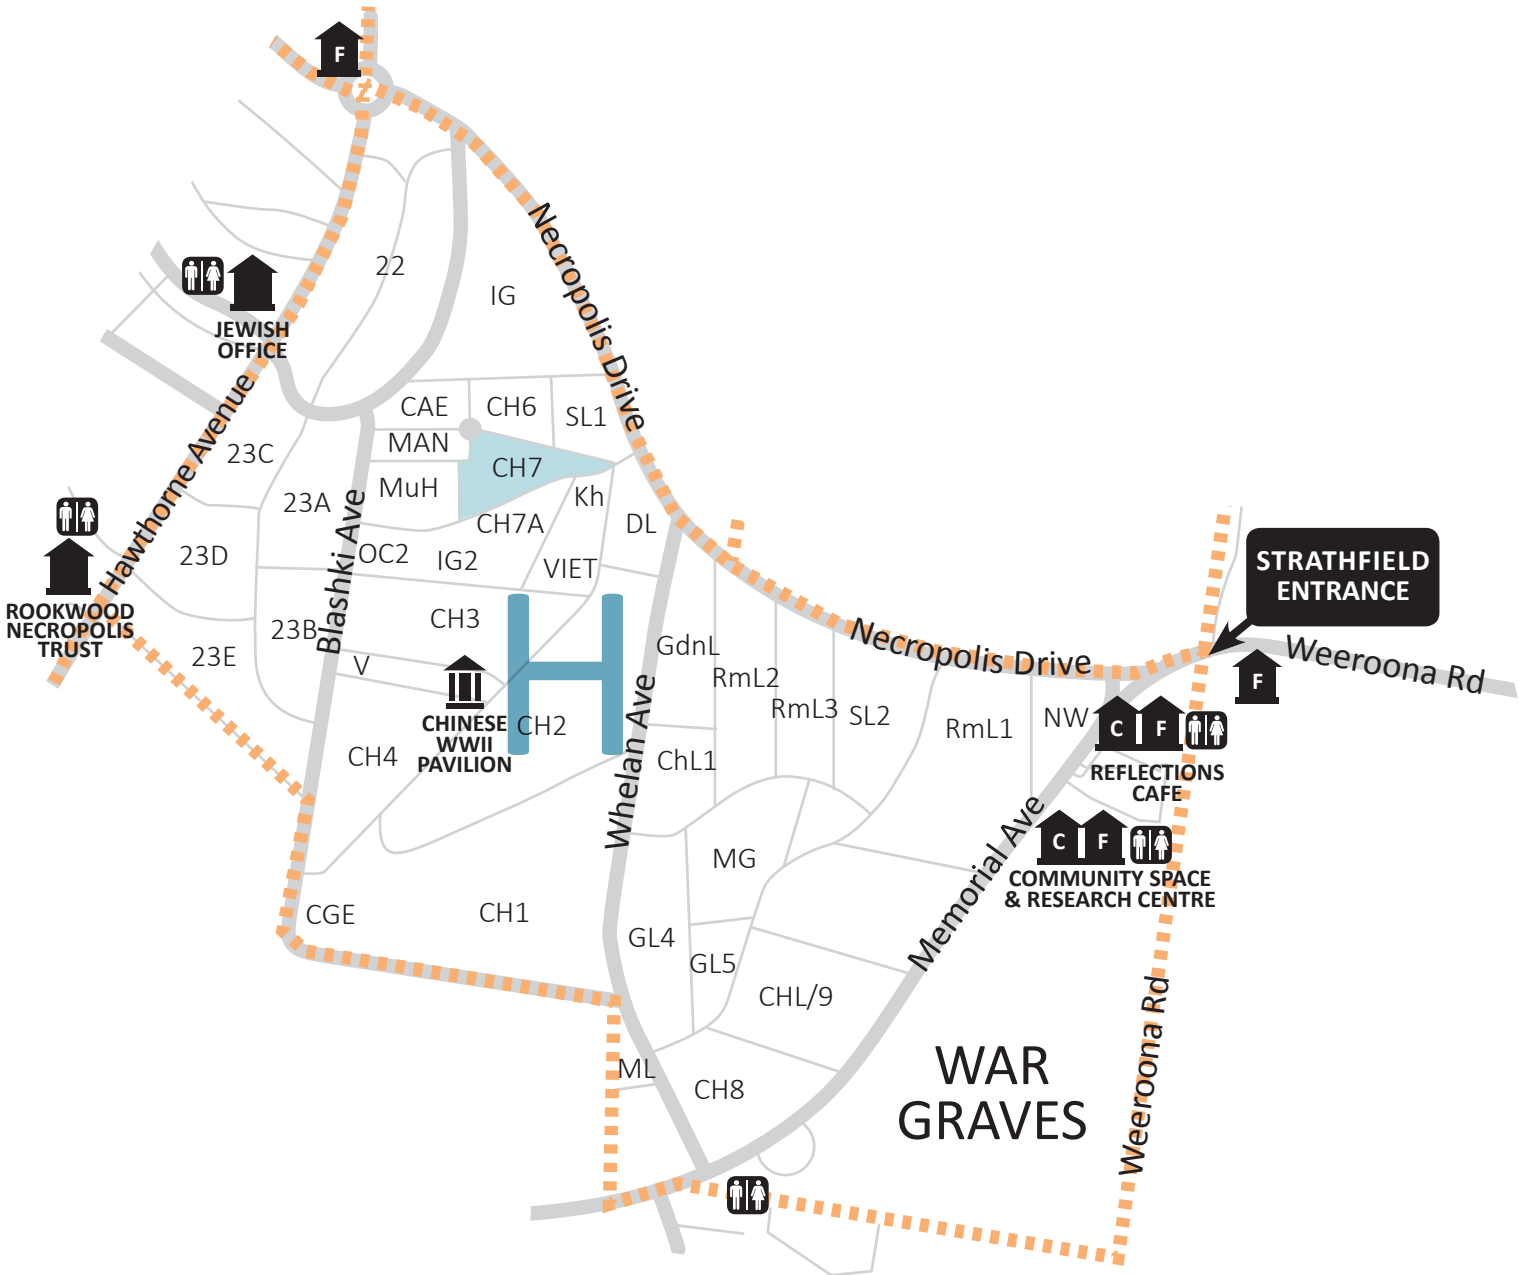 F
22
IG
Necropolis Drive
JEWISH
OFFICE
Hawthorne Avenue
CAE
CH6
SL1
MAN
23C
CH7
MuH
Kh
23A
CH7A
DL
Blashki Ave
OC2
IG2
VIET
23D
ROOKWOOD
NECROPOLIS
TRUST
23B
23E
CH3
V
H
CHINESE
WWII
PAVILION
CH2
CH4
GdnL
RmL2
RmL3
SL2
RmL1
NW
Necropolis Drive
STRATHFIELD
ENTRANCE
Weeroona Rd
F
C
F
REFLECTIONS
CAFE
Whelan Ave
ChL1
Memorial Ave
C
F
COMMUNITY SPACE
& RESEARCH CENTRE
MG
CGE
CH1
GL4
GL5
CHL/9
Weeroona Rd
ML
CH8
WAR
GRAVES